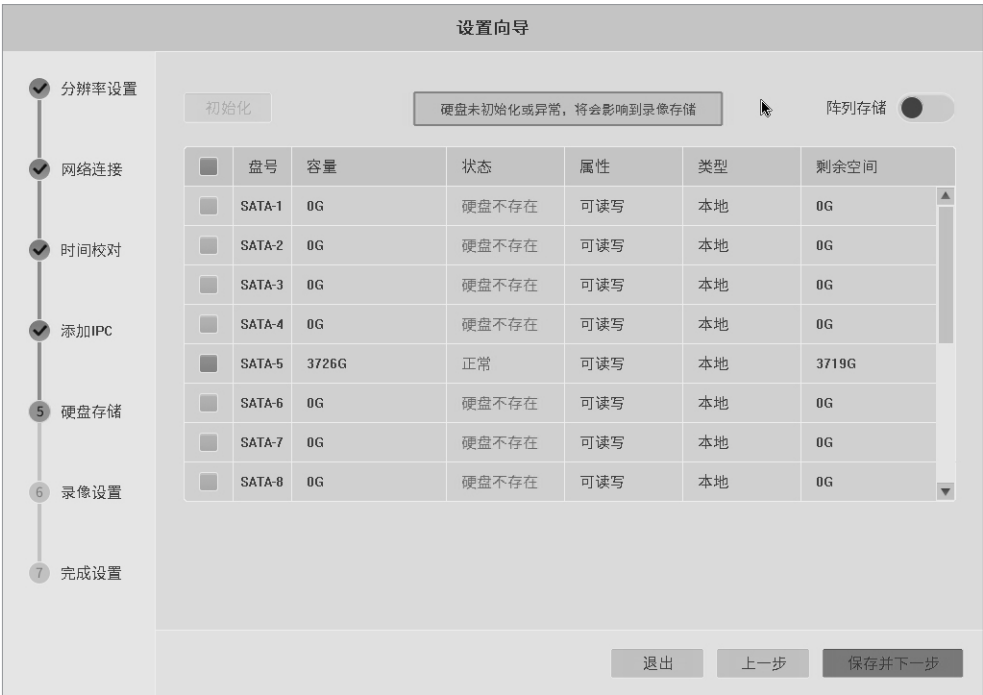 设置向导
分辨率设置
网络连接
时间校对
添加IPC
5 硬盘存储
6 录像设置
7 完成设置
初始化 硬盘未初始化或异常，将会影响到录像存储 阵列存储
盘号 容量 状态 属性 类型 剩余空间
SATA-1 0G 硬盘不存在 可读写 本地 0G
SATA-2 0G 硬盘不存在 可读写 本地 0G
SATA-3 0G 硬盘不存在 可读写 本地 0G
SATA-4 0G 硬盘不存在 可读写 本地 0G
SATA-5 3726G 正常 可读写 本地 3719G
SATA-6 0G 硬盘不存在 可读写 本地 0G
SATA-7 0G 硬盘不存在 可读写 本地 0G
SATA-8 0G 硬盘不存在 可读写 本地 0G
退出 上一步 保存并下一步